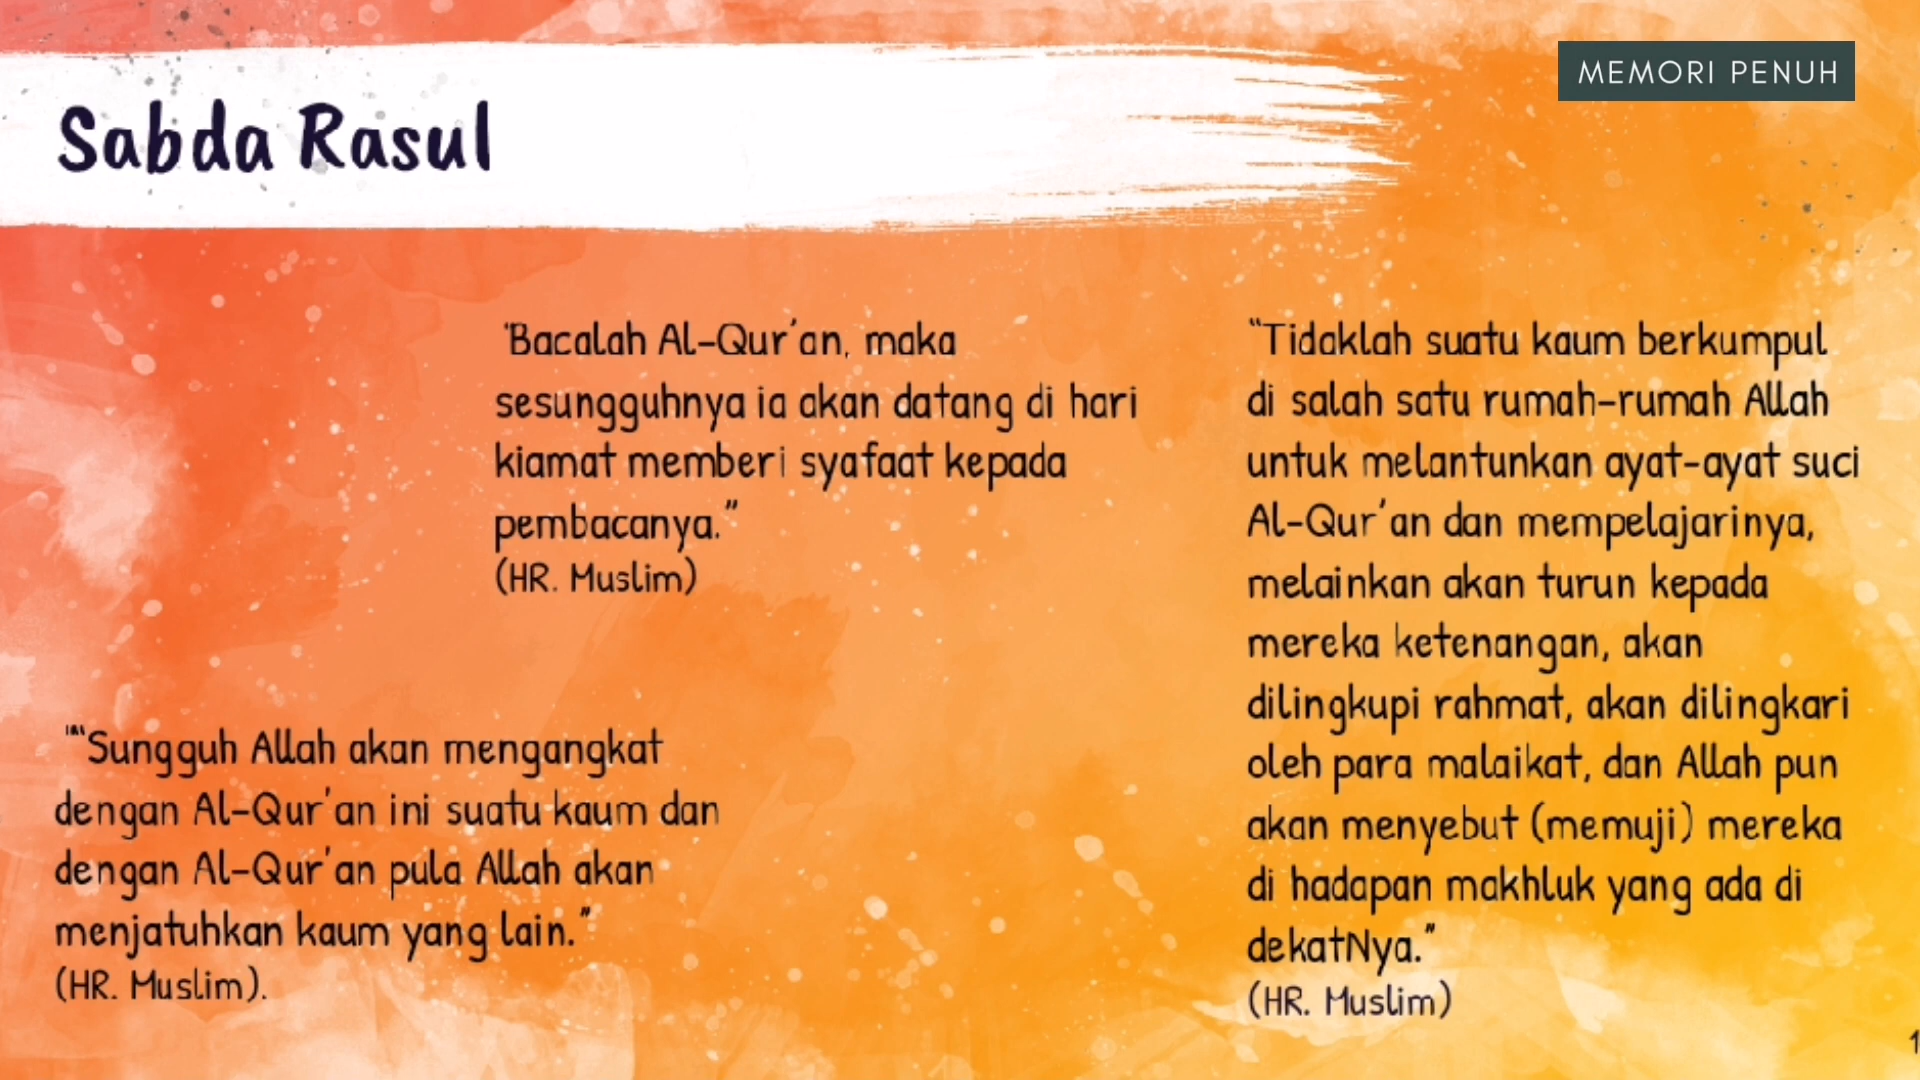 MEMORI PENUH
Sabda Rasul
"Bacalah Al-Qur'an, maka
sesungguhnya ia akan datang di hari
kiamat memberi syafaat kepada
pembacanya."
(HR. Muslim)
"“Sungguh Allah akan mengangkat
dengan Al-Qur'an ini suatu kaum dan
dengan Al-Qur'an pula Allah akan
menjatuhkan kaum yang lain."
(HR. Muslim).
“Tidaklah suatu kaum berkumpul
di salah satu rumah-rumah Allah
untuk melantunkan ayat-ayat suci
Al-Qur'an dan mempelajarinya,
melainkan akan turun kepada
mereka ketenangan, akan
dilingkupi rahmat, akan dilingkari
oleh para malaikat, dan Allah pun
akan menyebut (memuji) mereka
di hadapan makhluk yang ada di
dekatNya."
(HR. Muslim)